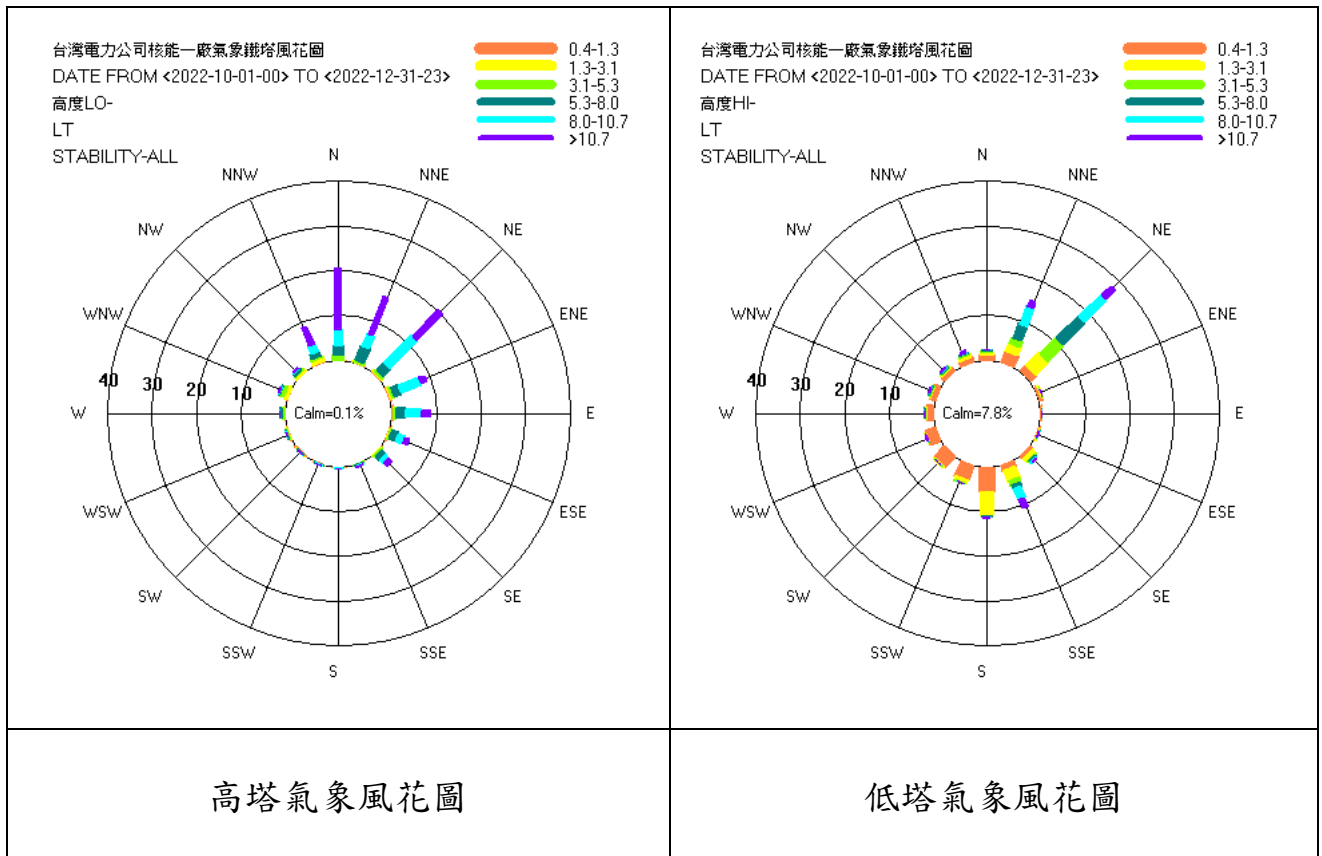 台灣電力公司核能一廠氣象鐵塔風花圖
DATE FROM <2022-10-01-00> TO <2022-12-31-23>
高度LO-
LT
STABILITY-ALL
0.4-1.3
1.3-3.1
3.1-5.3
5.3-8.0
8.0-10.7
>10.7
N
NNW
NNE
NW
NE
WNW
ENE
40
30
20
10
W
Calm=0.1%
E
WSW
ESE
SW
SE
SSW
SSE
S
台灣電力公司核能一廠氣象鐵塔風花圖
DATE FROM <2022-10-01-00> TO <2022-12-31-23>
高度HI-
LT
STABILITY-ALL
0.4-1.3
1.3-3.1
3.1-5.3
5.3-8.0
8.0-10.7
>10.7
N
NNW
NNE
NW
NE
WNW
ENE
40
30
20
10
W
Calm=7.8%
E
WSW
ESE
SW
SE
SSW
SSE
S
高塔氣象風花圖
低塔氣象風花圖